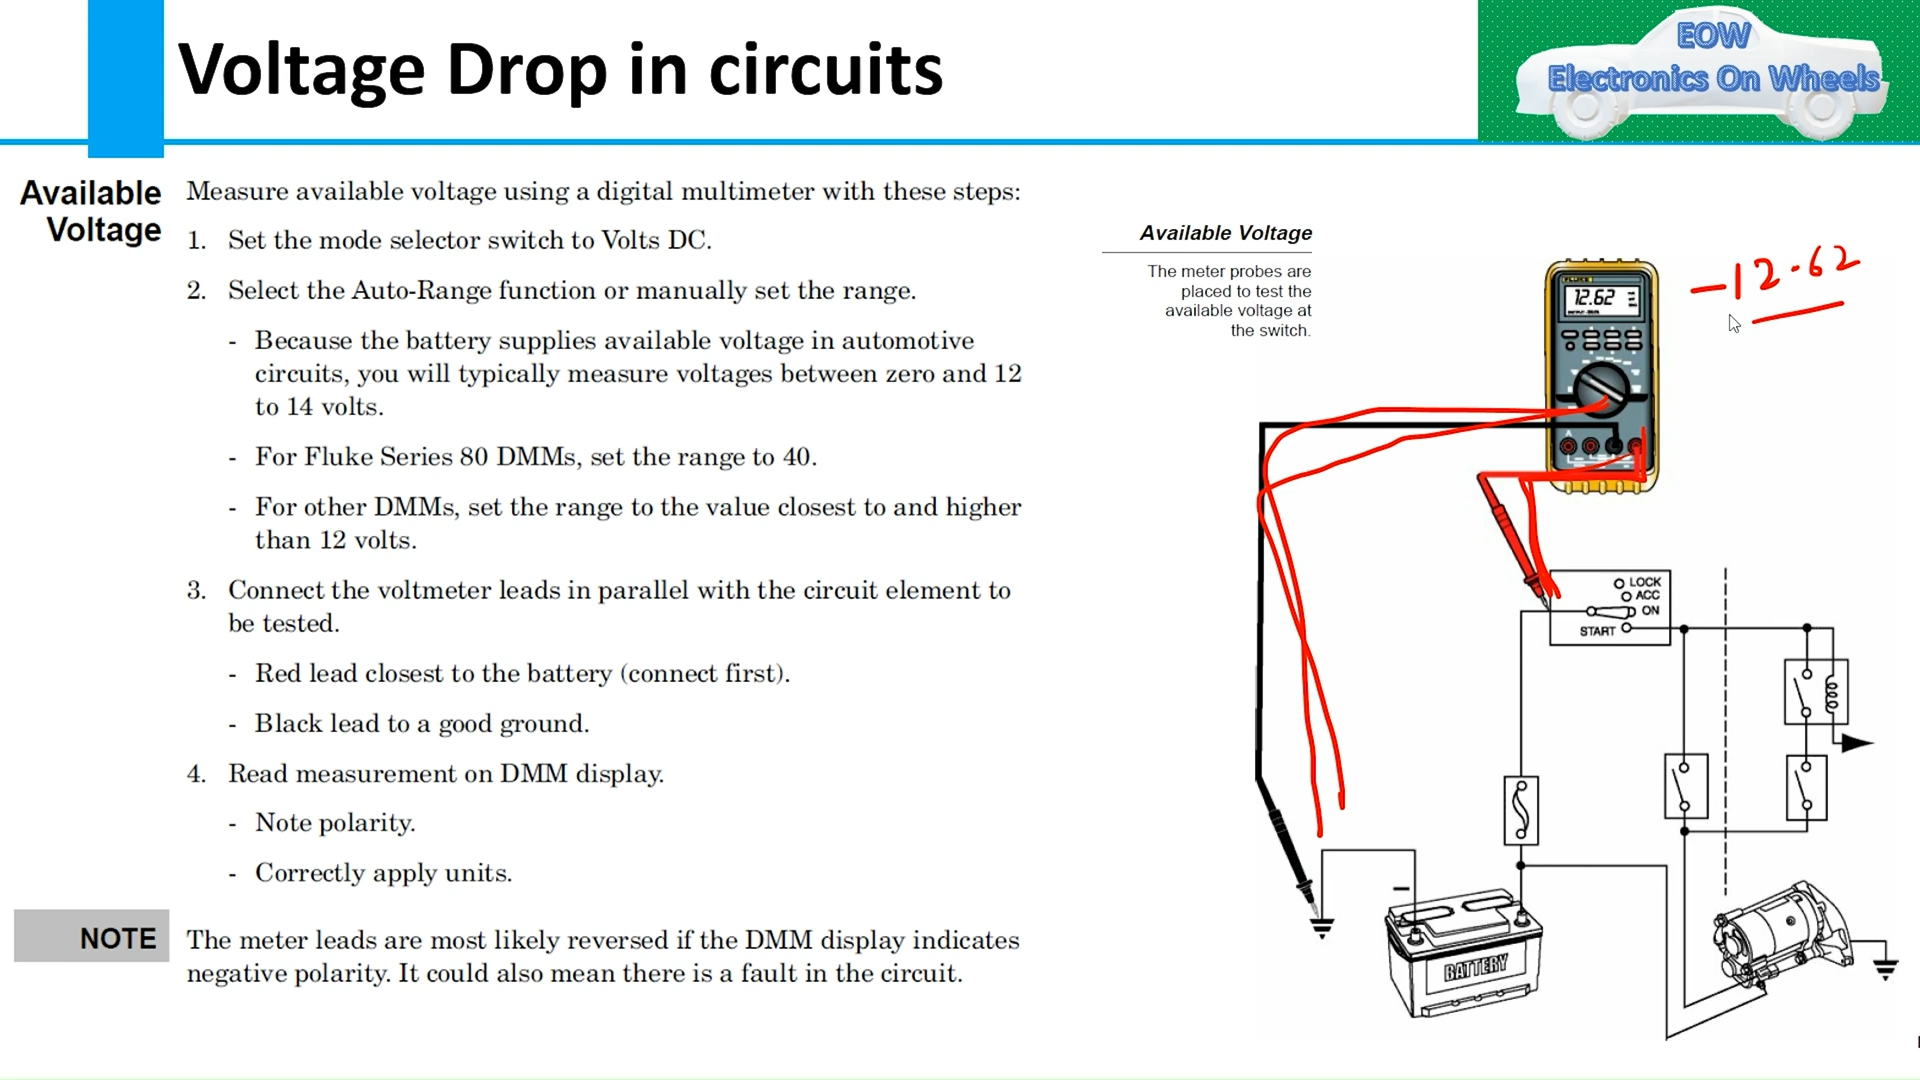 Voltage Drop in circuits
EOW
Electronics On Wheels
Available
Voltage
Measure available voltage using a digital multimeter with these steps:
1. Set the mode selector switch to Volts DC.
2. Select the Auto-Range function or manually set the range.
- Because the battery supplies available voltage in automotive
circuits, you will typically measure voltages between zero and 12
to 14 volts.
- For Fluke Series 80 DMMs, set the range to 40.
- For other DMMs, set the range to the value closest to and higher
than 12 volts.
3. Connect the voltmeter leads in parallel with the circuit element to
be tested.
- Red lead closest to the battery (connect first).
- Black lead to a good ground.
4. Read measurement on DMM display.
- Note polarity.
- Correctly apply units.
NOTE
The meter leads are most likely reversed if the DMM display indicates
negative polarity. It could also mean there is a fault in the circuit.
Available Voltage
The meter probes are
placed to test the
available voltage at
the switch.
FLUKE
12.62
-12.62
LOCK
ACC
ON
START
BATTERY